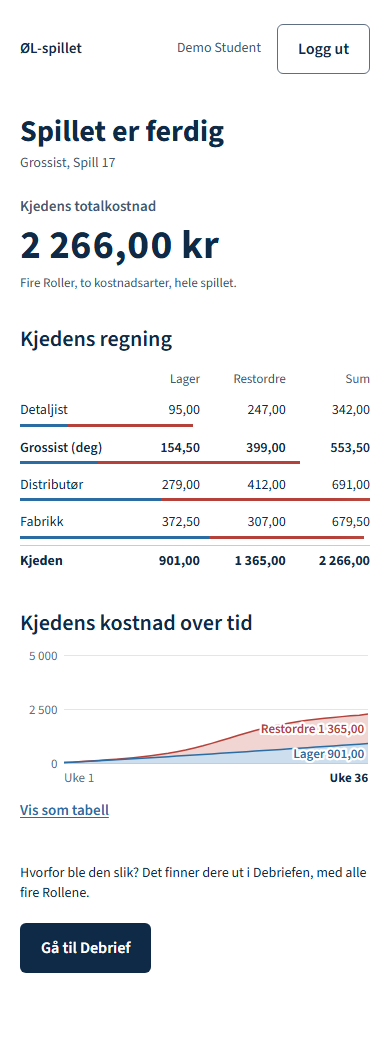 ØL-spillet Demo Student Logg ut
Spillet er ferdig
Grossist, Spill 17
Kjedens totalkostnad
2 266,00 kr
Fire Roller, to kostnadsarter, hele spillet.
Kjedens regning
Lager Restordre Sum
Detaljist 95,00 247,00 342,00
Grossist (deg) 154,50 399,00 553,50
Distributør 279,00 412,00 691,00
Fabrikk 372,50 307,00 679,50
Kjeden 901,00 1 365,00 2 266,00
Kjedens kostnad over tid
5 000
2 500
Restordre 1 365,00
Lager 901,00
0
Uke 1 Uke 36
Vis som tabell
Hvorfor ble den slik? Det finner dere ut i Debriefen, med alle
fire Rollene.
Gå til Debrief